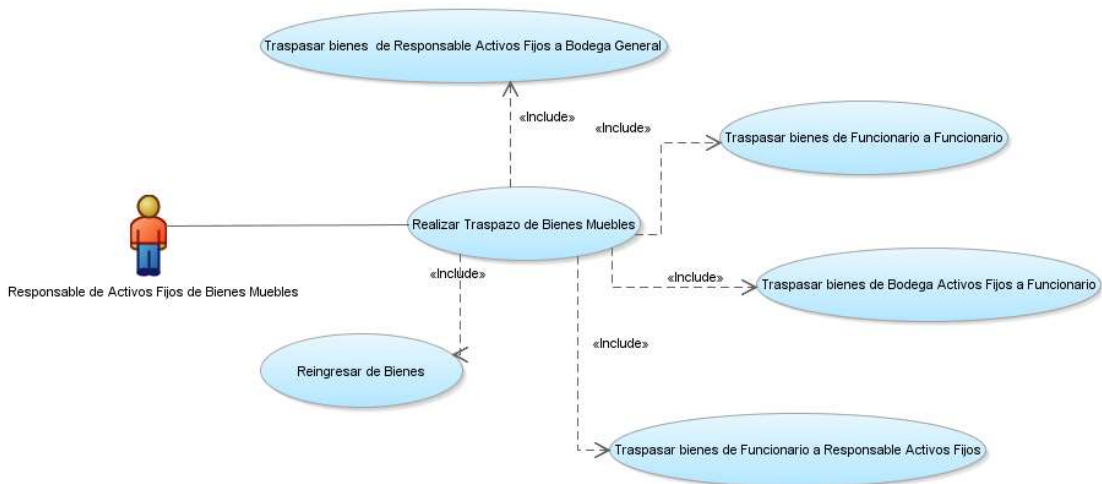 Traspasar bienes de Responsable Activos Fijos a Bodega General
«Include»
«Include»
Traspasar bienes de Funcionario a Funcionario
Realizar Traspazo de Bienes Muebles
«Include»
«Include»
Traspasar bienes de Bodega Activos Fijos a Funcionario
Responsable de Activos Fijos de Bienes Muebles
«Include»
Reingresar de Bienes
Traspasar bienes de Funcionario a Responsable Activos Fijos